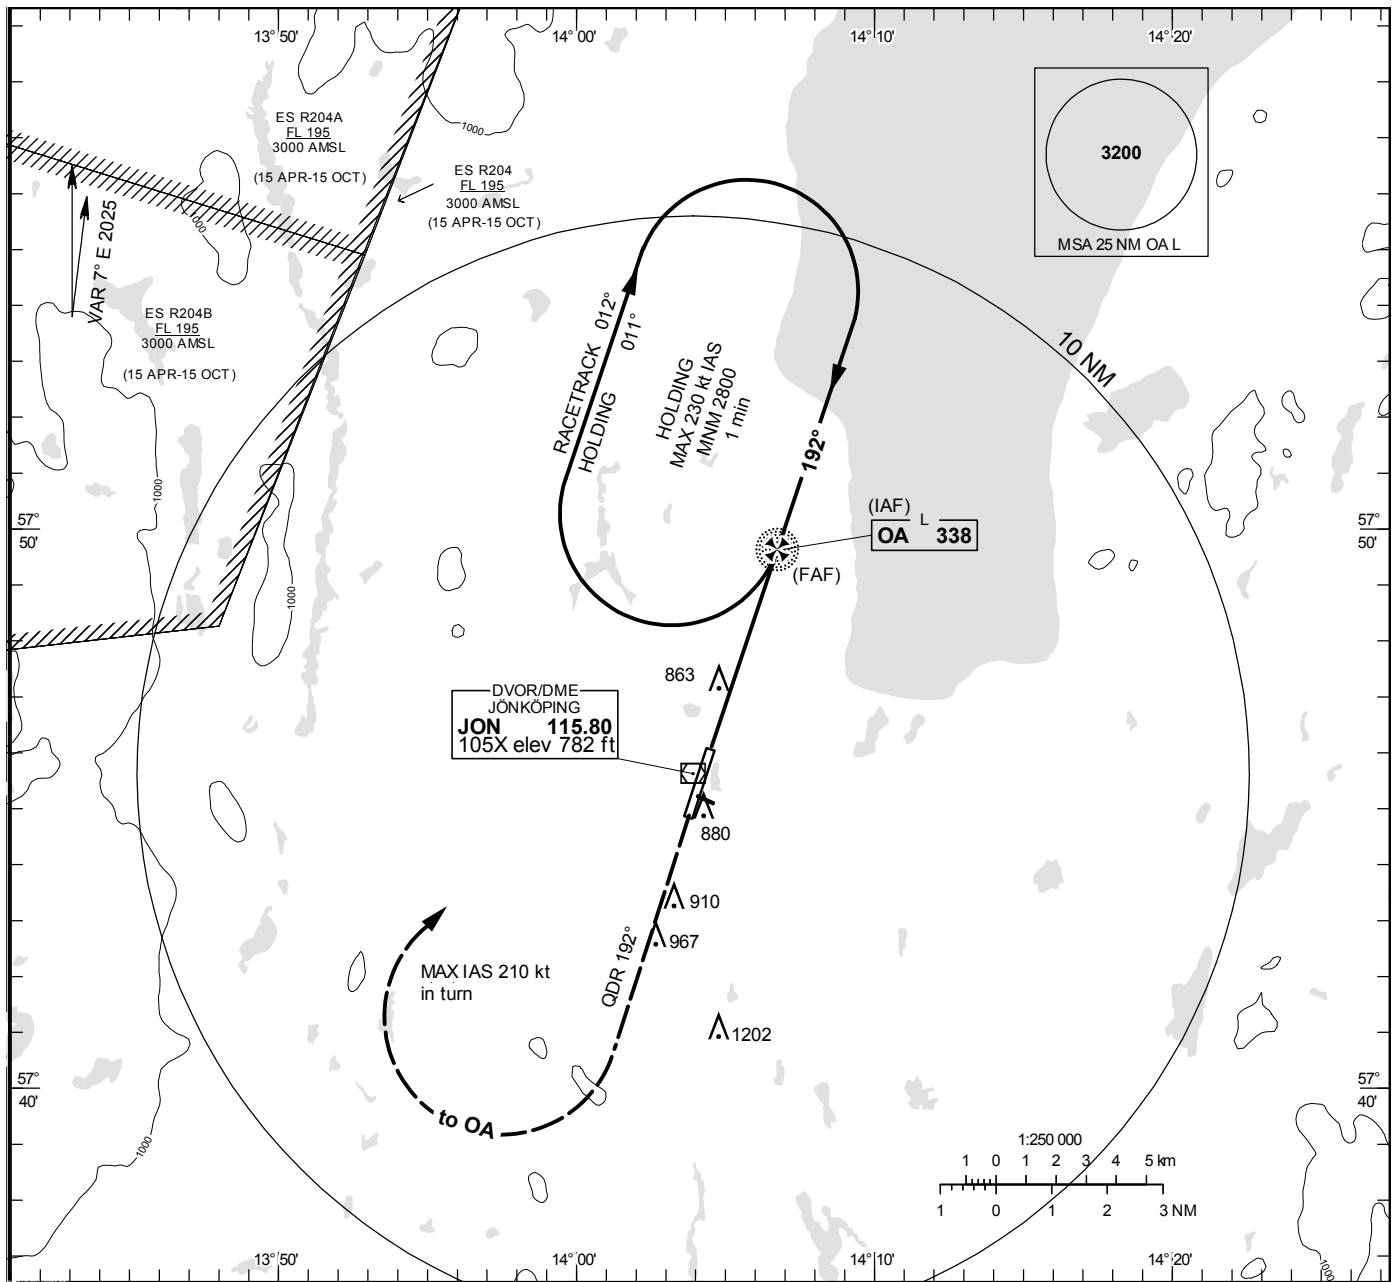 13°50'
14°00'
14°10'
14°20'
ES R204A
FL 195
3000 AMSL
(15 APR-15 OCT)
1000
ES R204
FL 195
3000 AMSL
(15 APR-15 OCT)
3200
MSA 25 NM OA L
1000
VAR 7° E 2025
ES R204B
FL 195
3000 AMSL
(15 APR-15 OCT)
RACETRACK 012°
HOLDING 011°
HOLDING
MAX 230 kt IAS
MNM 2800
1 min
10 NM
192°
1000
57°
50'
(IAF)
L
OA 338
57°
50'
(FAF)
1000
863
DVOR/DME
JÖNKÖPING
JON 115.80
105X elev 782 ft
880
910
967
QDR 192°
MAX IAS 210 kt
in turn
1202
57°
40'
57°
40'
to OA
1000
1:250 000
1 0 1 2 3 4 5 km
1 0 1 2 3 NM
13°50'
14°00'
14°10'
14°20'
1000